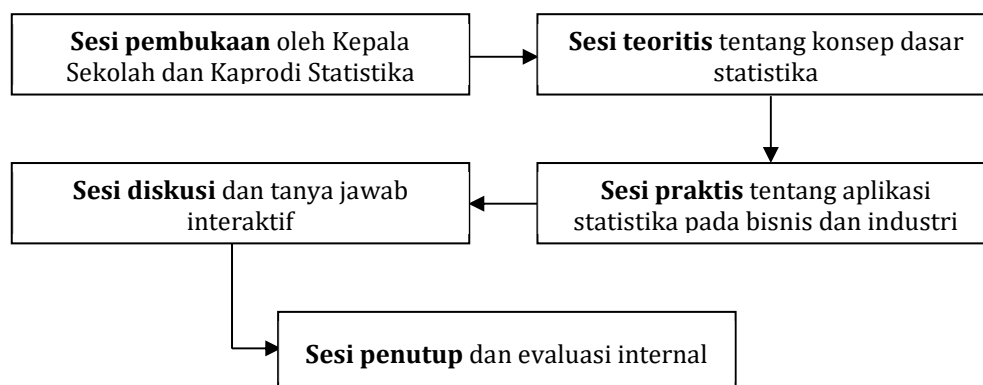 Sesi pembukaan oleh Kepala
Sekolah dan Kaprodi Statistika
Sesi teoritis tentang konsep dasar
statistika
Sesi praktis tentang aplikasi
statistika pada bisnis dan industri
Sesi diskusi dan tanya jawab
interaktif
Sesi penutup dan evaluasi internal